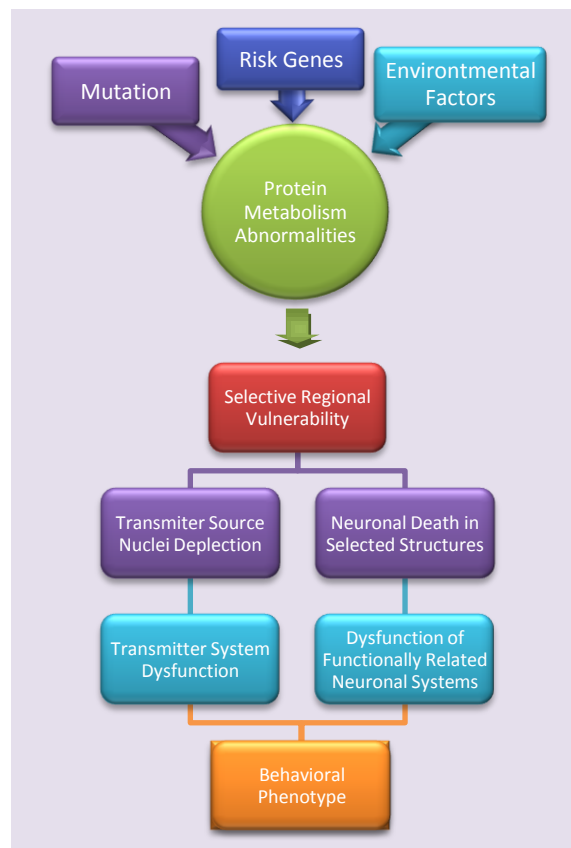 Mutation
Risk Genes
Environtmental
Factors
Protein
Metabolism
Abnormalities
Selective Regional
Vulnerability
Transmiter Source
Nuclei Deplection
Neuronal Death in
Selected Structures
Transmitter System
Dysfunction
Dysfunction of
Functionally Related
Neuronal Systems
Behavioral
Phenotype